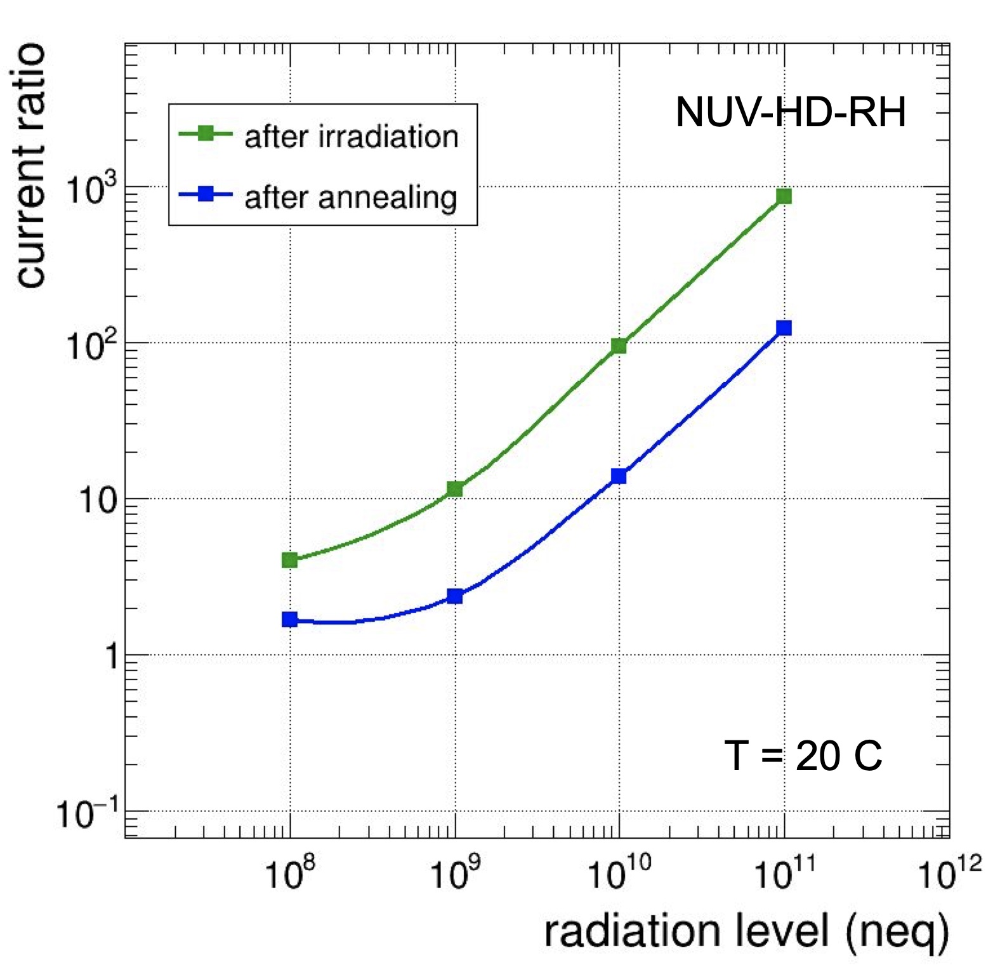 current ratio
NUV-HD-RH
after irradiation
after annealing
10³
10²
10
1
10⁻¹
T = 20 C
10⁸ 10⁹ 10¹⁰ 10¹¹ 10¹²
radiation level (neq)